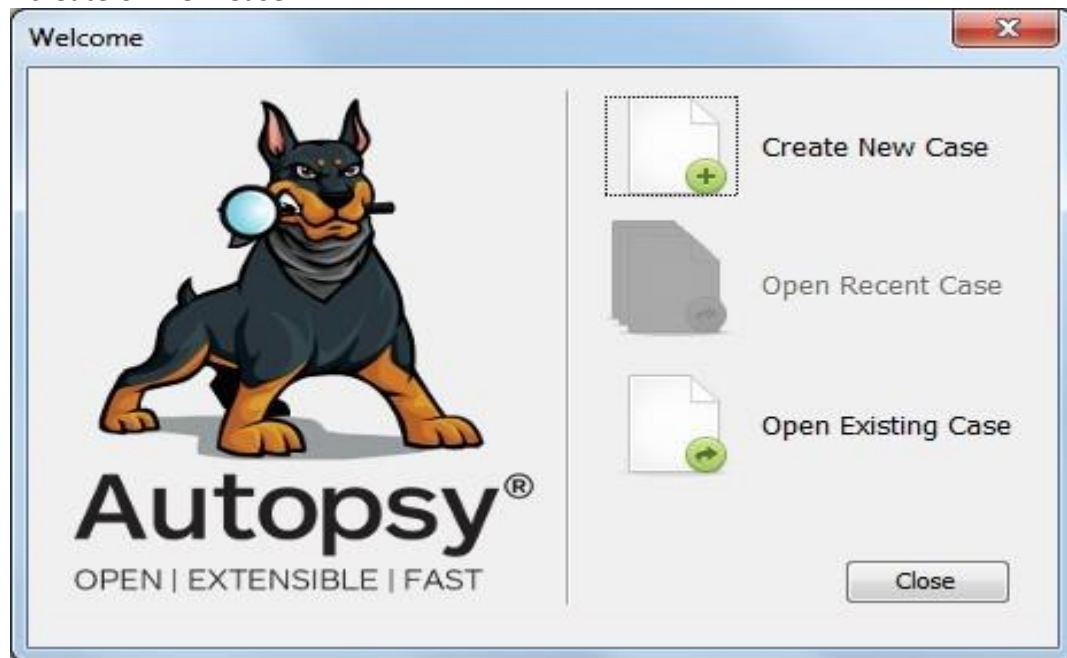 Welcome
Create New Case
Open Recent Case
Open Existing Case
Autopsy®
OPEN | EXTENSIBLE | FAST
Close